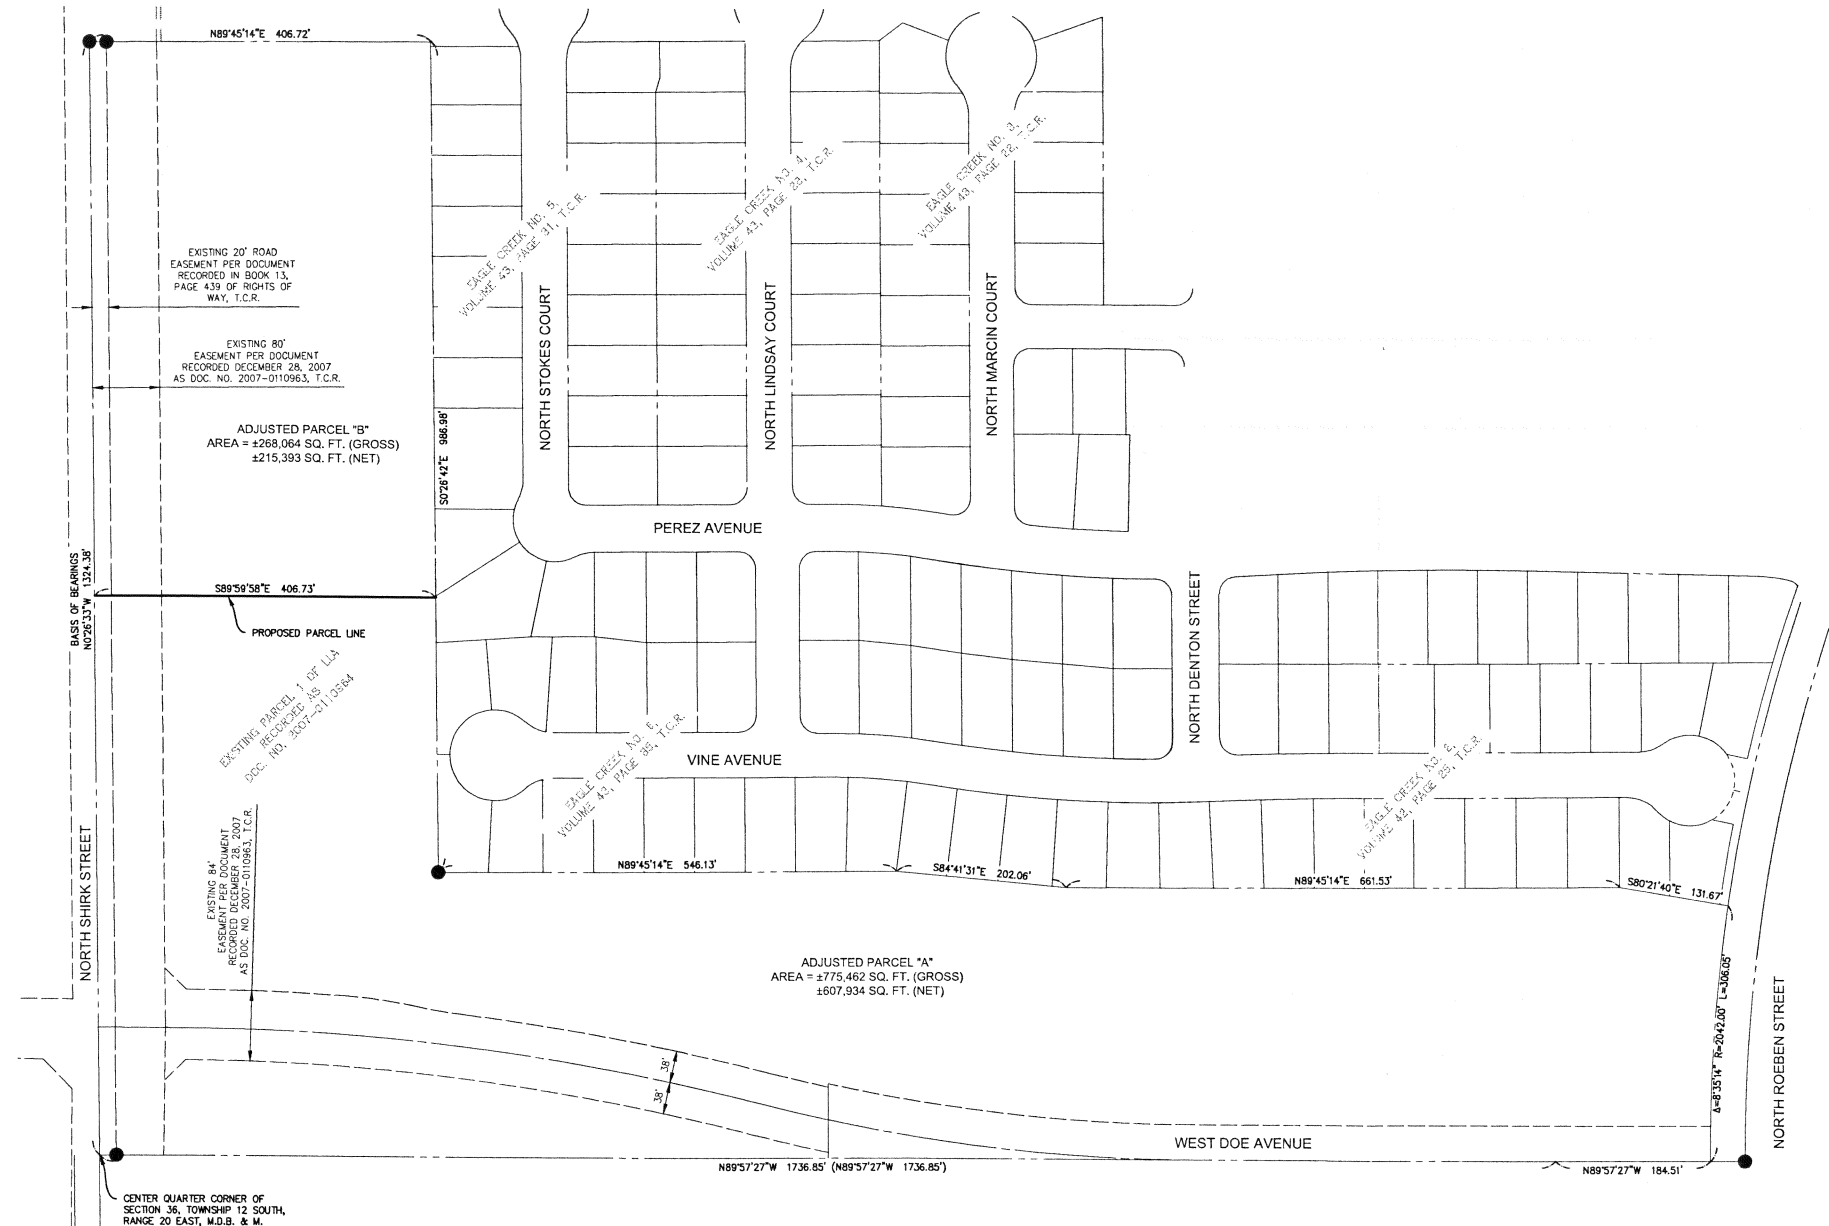 N89°45'14"E 406.72'
EXISTING 20' ROAD
EASEMENT PER DOCUMENT
RECORDED IN BOOK 13,
PAGE 439 OF RIGHTS OF
WAY, T.C.R.
EXISTING 80'
EASEMENT PER DOCUMENT
RECORDED DECEMBER 28, 2007
AS DOC. NO. 2007-0110963, T.C.R.
ADJUSTED PARCEL "B"
AREA = ±268,064 SQ. FT. (GROSS)
±215,393 SQ. FT. (NET)
S0°26'42"E 986.98'
EAGLE CREEK NO. 5,
VOLUME 43, PAGE 31, T.C.R.
EAGLE CREEK NO. 4,
VOLUME 43, PAGE 23, T.C.R.
EAGLE CREEK NO. 3,
VOLUME 43, PAGE 22, T.C.R.
NORTH STOKES COURT
NORTH LINDSAY COURT
NORTH MARCIN COURT
PEREZ AVENUE
BASIS OF BEARINGS
N0°26'33"W 1324.38'
S89°59'58"E 406.73'
PROPOSED PARCEL LINE
EXISTING PARCEL 1 OF LLA
RECORDED AS
DOC. NO. 2007-0110964
NORTH DENTON STREET
VINE AVENUE
EAGLE CREEK NO. 6,
VOLUME 43, PAGE T.C.R.
EAGLE CREEK NO. 2,
VOLUME 42, PAGE T.C.R.
NORTH SHIRK STREET
EXISTING 84'
EASEMENT PER DOCUMENT
RECORDED DECEMBER 28, 2007
AS DOC. NO. 2007-0110963, T.C.R.
N89°45'14"E 546.13'
S84°41'31"E 202.06'
N89°45'14"E 661.53'
S80°21'40"E 131.67'
ADJUSTED PARCEL "A"
AREA = ±775,462 SQ. FT. (GROSS)
±607,934 SQ. FT. (NET)
Δ=8°35'14" R=2042.00' L=306.05'
NORTH ROEBEN STREET
38'
38'
WEST DOE AVENUE
N89°57'27"W 1736.85' (N89°57'27"W 1736.85')
N89°57'27"W 184.51'
CENTER QUARTER CORNER OF
SECTION 36, TOWNSHIP 12 SOUTH,
RANGE 20 EAST, M.D.B. & M.